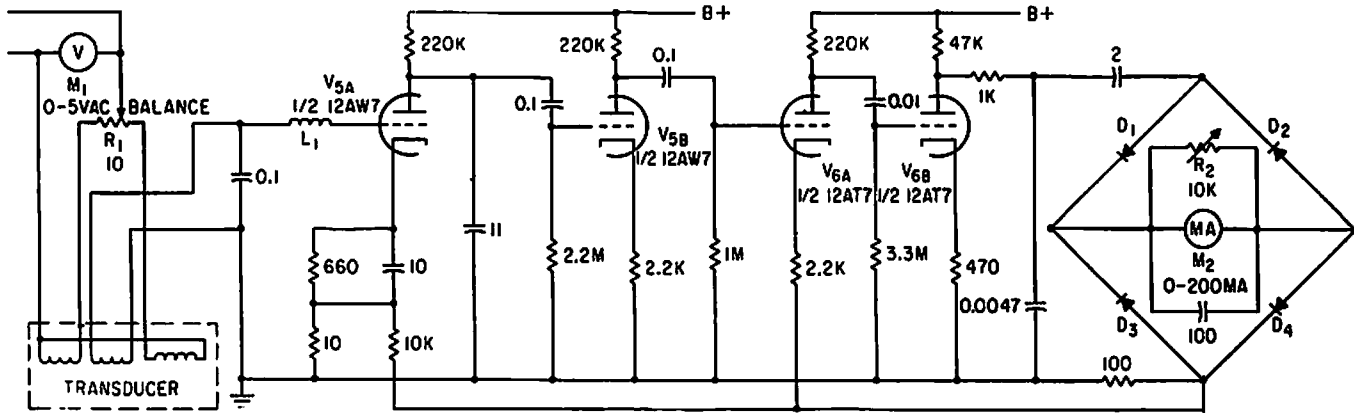 B+
B+
220K
220K
220K
47K
V
M1
0-5VAC
BALANCE
R1
10
0.1
L1
V5A
1/2 12AW7
0.1
0.1
V5B
1/2 12AW7
V6A
1/2 12AT7
0.01
V6B
1/2 12AT7
1K
2
D1
D2
R2
10K
MA
M2
0-200MA
100
D3
D4
660
10
11
2.2M
2.2K
1M
2.2K
3.3M
470
0.0047
10
10K
100
TRANSDUCER